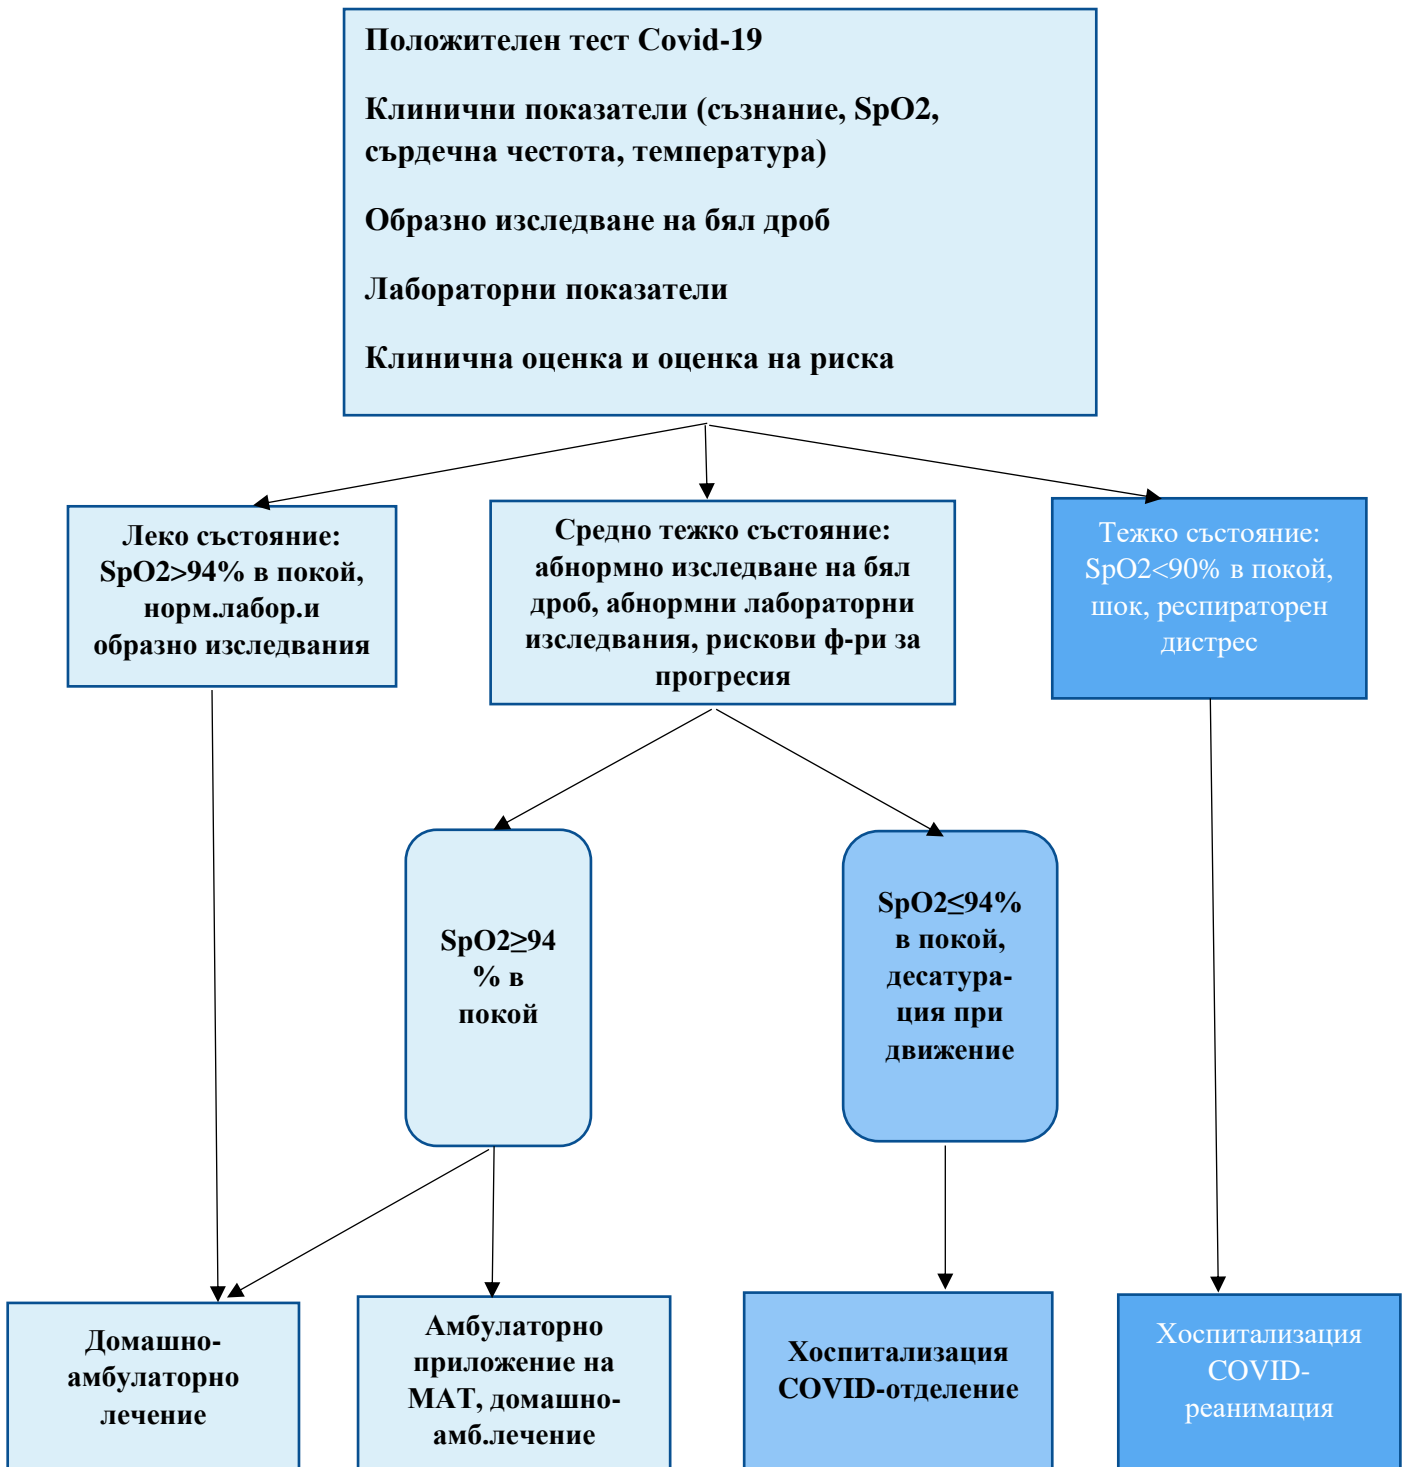 Положителен тест Covid-19
Клинични показатели (съзнание, SpO2,
сърдечна честота, температура)
Образно изследване на бял дроб
Лабораторни показатели
Клинична оценка и оценка на риска
Леко състояние:
SpO2>94% в покой,
норм.лабор.и
образно изследвания
Средно тежко състояние:
абнормно изследване на бял
дроб, абнормни лабораторни
изследвания, рискови ф-ри за
прогресия
Тежко състояние:
SpO2<90% в покой,
шок, респираторен
дистрес
SpO2≥94
% в
покой
SpO2≤94%
в покой,
десатура-
ция при
движение
Домашно-
амбулаторно
лечение
Амбулаторно
приложение на
МАТ, домашно-
амб.лечение
Хоспитализация
COVID-отделение
Хоспитализация
COVID-
реанимация